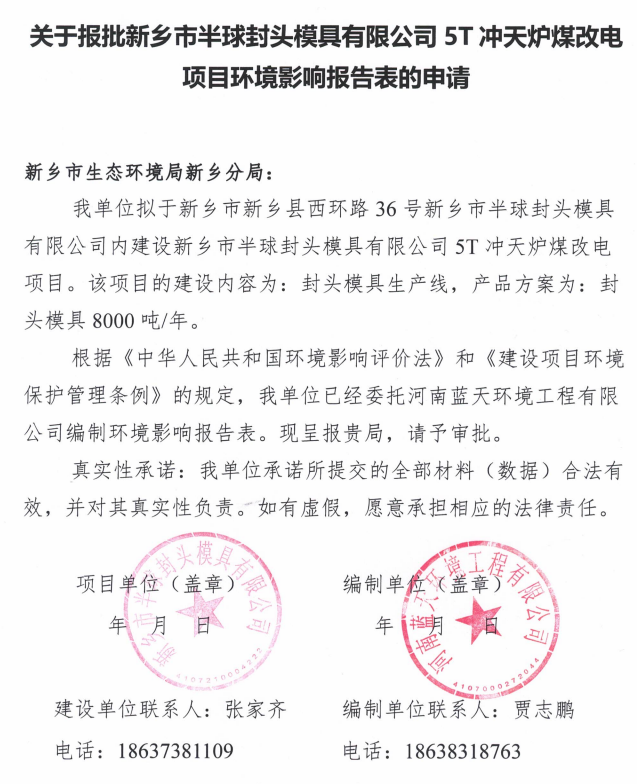 关于报批新乡市半球封头模具有限公司 5T 冲天炉煤改电
项目环境影响报告表的申请
新乡市生态环境局新乡分局：
我单位拟于新乡市新乡县西环路 36 号新乡市半球封头模具
有限公司内建设新乡市半球封头模具有限公司 5T 冲天炉煤改电
项目。该项目的建设内容为：封头模具生产线，产品方案为：封
头模具 8000 吨/年。
根据《中华人民共和国环境影响评价法》和《建设项目环境
保护管理条例》的规定，我单位已经委托河南蓝天环境工程有限
公司编制环境影响报告表。现呈报贵局，请予审批。
真实性承诺：我单位承诺所提交的全部材料（数据）合法有
效，并对其真实性负责。如有虚假，愿意承担相应的法律责任。
项目单位（盖章）
年 月 日
新乡市半球封头模具有限公司
4107210004232
编制单位（盖章）
年 月 日
河南蓝天环境工程有限公司
4107000272044
建设单位联系人：张家齐
电话：18637381109
编制单位联系人：贾志鹏
电话：18638318763